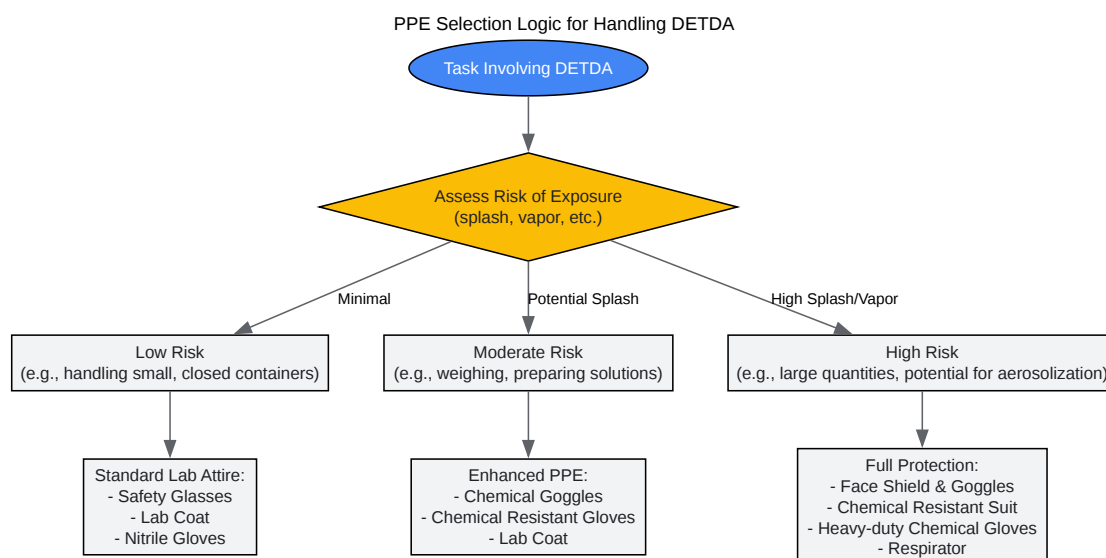 PPE Selection Logic for Handling DETDA
Task Involving DETDA
Assess Risk of Exposure
(splash, vapor, etc.)
Minimal
Potential Splash
High Splash/Vapor
Low Risk
(e.g., handling small, closed containers)
Moderate Risk
(e.g., weighing, preparing solutions)
High Risk
(e.g., large quantities, potential for aerosolization)
Standard Lab Attire:
- Safety Glasses
- Lab Coat
- Nitrile Gloves
Enhanced PPE:
- Chemical Goggles
- Chemical Resistant Gloves
- Lab Coat
Full Protection:
- Face Shield & Goggles
- Chemical Resistant Suit
- Heavy-duty Chemical Gloves
- Respirator